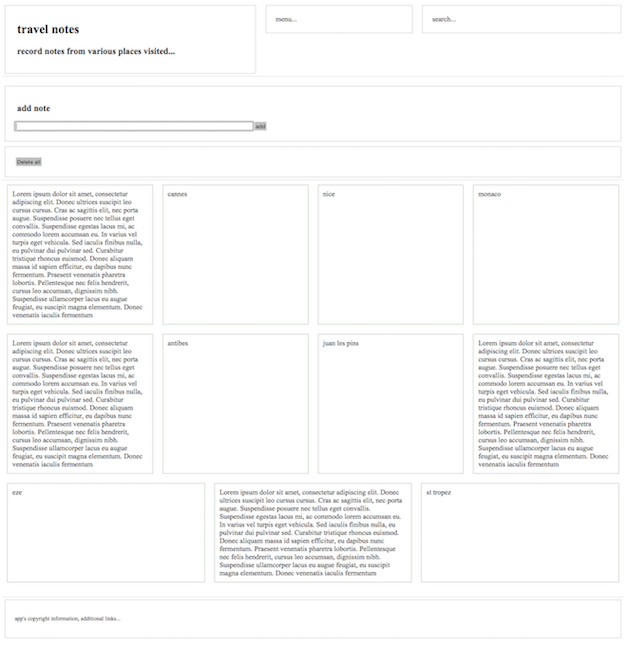 travel notes
record notes from various places visited...
menu...
search...
add note
add
Delete all
Lorem ipsum dolor sit amet, consectetur
adipiscing elit. Donec ultrices suscipit leo
cursus cursus. Cras ac sagittis elit, nec porta
augue. Suspendisse posuere nec tellus eget
convallis. Suspendisse egestas lacus mi, ac
commodo lorem accumsan eu. In varius vel
turpis eget vehicula. Sed iaculis finibus nulla,
eu pulvinar dui pulvinar sed. Curabitur
tristique rhoncus euismod. Donec aliquam
massa id sapien efficitur, eu dapibus nunc
fermentum. Praesent venenatis pharetra
lobortis. Pellentesque nec felis hendrerit,
cursus leo accumsan, dignissim nibh.
Suspendisse ullamcorper lacus eu augue
feugiat, eu suscipit magna elementum. Donec
venenatis iaculis fermentum
cannes
nice
monaco
Lorem ipsum dolor sit amet, consectetur
adipiscing elit. Donec ultrices suscipit leo
cursus cursus. Cras ac sagittis elit, nec porta
augue. Suspendisse posuere nec tellus eget
convallis. Suspendisse egestas lacus mi, ac
commodo lorem accumsan eu. In varius vel
turpis eget vehicula. Sed iaculis finibus nulla,
eu pulvinar dui pulvinar sed. Curabitur
tristique rhoncus euismod. Donec aliquam
massa id sapien efficitur, eu dapibus nunc
fermentum. Praesent venenatis pharetra
lobortis. Pellentesque nec felis hendrerit,
cursus leo accumsan, dignissim nibh.
Suspendisse ullamcorper lacus eu augue
feugiat, eu suscipit magna elementum. Donec
venenatis iaculis fermentum
antibes
juan les pins
Lorem ipsum dolor sit amet, consectetur
adipiscing elit. Donec ultrices suscipit leo
cursus cursus. Cras ac sagittis elit, nec porta
augue. Suspendisse posuere nec tellus eget
convallis. Suspendisse egestas lacus mi, ac
commodo lorem accumsan eu. In varius vel
turpis eget vehicula. Sed iaculis finibus nulla,
eu pulvinar dui pulvinar sed. Curabitur
tristique rhoncus euismod. Donec aliquam
massa id sapien efficitur, eu dapibus nunc
fermentum. Praesent venenatis pharetra
lobortis. Pellentesque nec felis hendrerit,
cursus leo accumsan, dignissim nibh.
Suspendisse ullamcorper lacus eu augue
feugiat, eu suscipit magna elementum. Donec
venenatis iaculis fermentum
eze
Lorem ipsum dolor sit amet, consectetur adipiscing elit. Donec
ultrices suscipit leo cursus cursus. Cras ac sagittis elit, nec
porta augue. Suspendisse posuere nec tellus eget convallis.
Suspendisse egestas lacus mi, ac commodo lorem accumsan eu.
In varius vel turpis eget vehicula. Sed iaculis finibus nulla, eu
pulvinar dui pulvinar sed. Curabitur tristique rhoncus euismod.
Donec aliquam massa id sapien efficitur, eu dapibus nunc
fermentum. Praesent venenatis pharetra lobortis. Pellentesque
nec felis hendrerit, cursus leo accumsan, dignissim nibh.
Suspendisse ullamcorper lacus eu augue feugiat, eu suscipit
magna elementum. Donec venenatis iaculis fermentum
st tropez
app's copyright information, additional links...